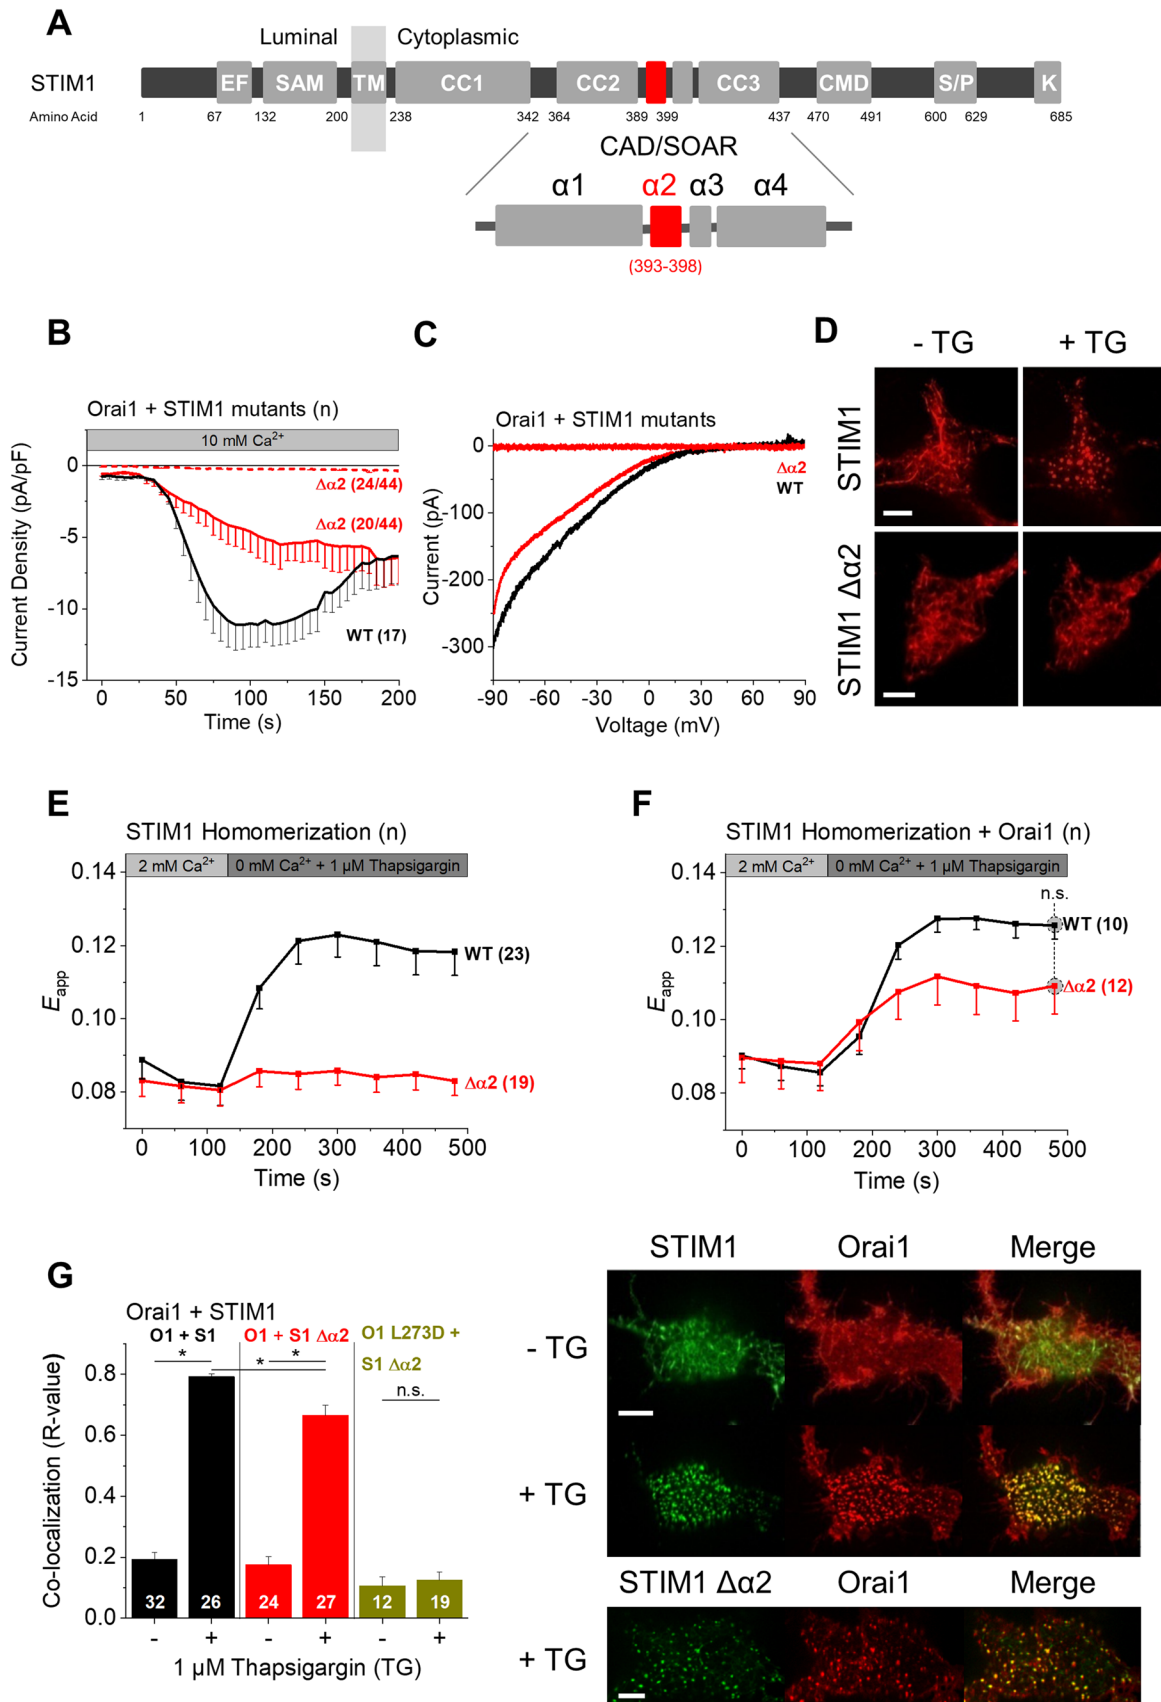 A
Luminal Cytoplasmic
STIM1 EF SAM TM CC1 CC2 CC3 CMD S/P K
Amino Acid 1 67 132 200 238 342 364 389 399 437 470 491 600 629 685
CAD/SOAR
α1 α2 α3 α4
(393-398)
B
Orai1 + STIM1 mutants (n)
10 mM Ca²⁺
Current Density (pA/pF)
0
-5
-10
-15
Δα2 (24/44)
Δα2 (20/44)
WT (17)
0 50 100 150 200
Time (s)
C
Orai1 + STIM1 mutants
Current (pA)
0
-100
-200
-300
Δα2
WT
-90 -60 -30 0 30 60 90
Voltage (mV)
D
- TG + TG
STIM1
STIM1 Δα2
E
STIM1 Homomerization (n)
2 mM Ca²⁺ 0 mM Ca²⁺ + 1 µM Thapsigargin
Eapp
0.14
0.12
0.10
0.08
WT (23)
Δα2 (19)
0 100 200 300 400 500
Time (s)
F
STIM1 Homomerization + Orai1 (n)
2 mM Ca²⁺ 0 mM Ca²⁺ + 1 µM Thapsigargin
Eapp
0.14
0.12
0.10
0.08
n.s.
WT (10)
Δα2 (12)
0 100 200 300 400 500
Time (s)
G
Orai1 + STIM1
O1 + S1 O1 + S1 Δα2 O1 L273D +
S1 Δα2
* * *
n.s.
Co-localization (R-value)
0.8
0.6
0.4
0.2
0.0
32 26 24 27 12 19
- + - + - +
1 µM Thapsigargin (TG)
STIM1 Orai1 Merge
- TG
+ TG
STIM1 Δα2 Orai1 Merge
+ TG